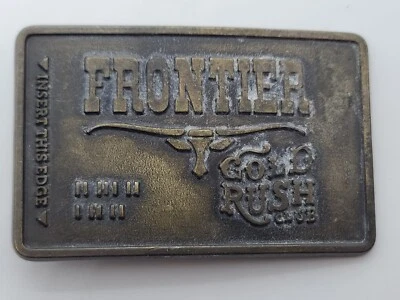 FRONTIER
GOLD
RUSH
CLUB
INSERT THIS EDGE